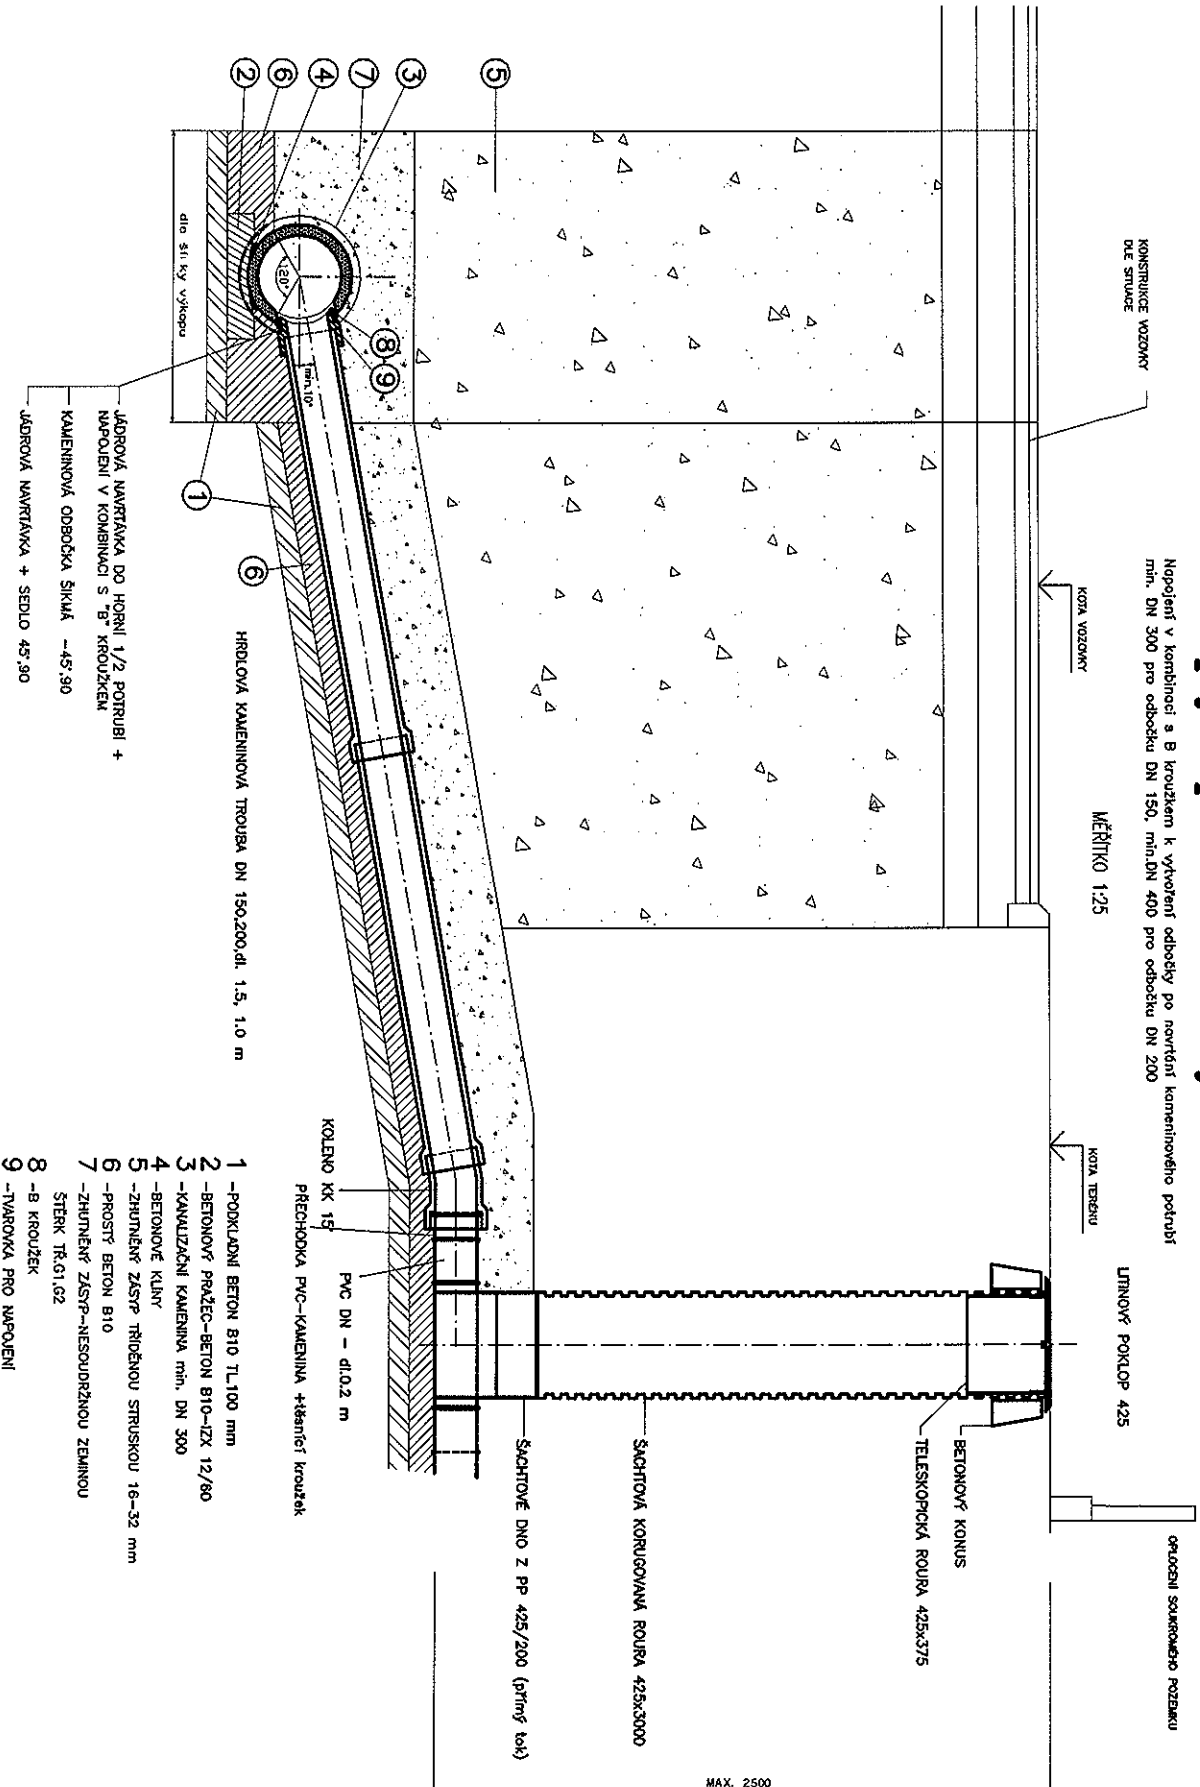 Napojení v kombinaci s B kroužkem k vytvoření odbočky po navrtání kameninového potrubí
min. DN 300 pro odbočku DN 150, min.DN 400 pro odbočku DN 200
MĚŘÍTKO 1:25
KONSTRUKCE VOZOVKY
DLE SITUACE
KOTA VOZOVKY
KOTA TERÉNU
LITINOVÝ POKLOP 425
OPLOCENÍ SOUKROMÉHO POZEMKU
BETONOVÝ KONUS
TELESKOPICKÁ ROURA 425x375
ŠACHTOVÁ KORUGOVANÁ ROURA 425x3000
ŠACHTOVÉ DNO Z PP 425/200 (přímý tok)
MAX. 2500
5
3
7
4
6
2
120°
8
9
min.10°
dle šířky výkopu
1
6
HRDLOVÁ KAMENINOVÁ TROUBA DN 150,200,dl. 1.5, 1.0 m
KOLENO KK 15°
PŘECHODKA PVC-KAMENINA +těsnící kroužek
PVC DN - dl.0.2 m
JÁDROVÁ NAVRTÁVKA DO HORNÍ 1/2 POTRUBÍ +
NAPOJENÍ V KOMBINACI S "B" KROUŽKEM
KAMENINOVÁ ODBOČKA ŠIKMÁ -45°,90
JÁDROVÁ NAVRTÁVKA + SEDLO 45°,90
1 -PODKLADNÍ BETON B10 TL.100 mm
2 -BETONOVÝ PRAŽEC-BETON B10-IZX 12/60
3 -KANALIZAČNÍ KAMENINA min. DN 300
4 -BETONOVÉ KLÍNY
5 -ZHUTNĚNÝ ZÁSYP TŘÍDĚNOU STRUSKOU 16-32 mm
6 -PROSTÝ BETON B10
7 -ZHUTNĚNÝ ZÁSYP-NESOUDRŽNOU ZEMINOU
ŠTĚRK TŘ.G1,G2
8 -B KROUŽEK
9 -TVAROVKA PRO NAPOJENÍ